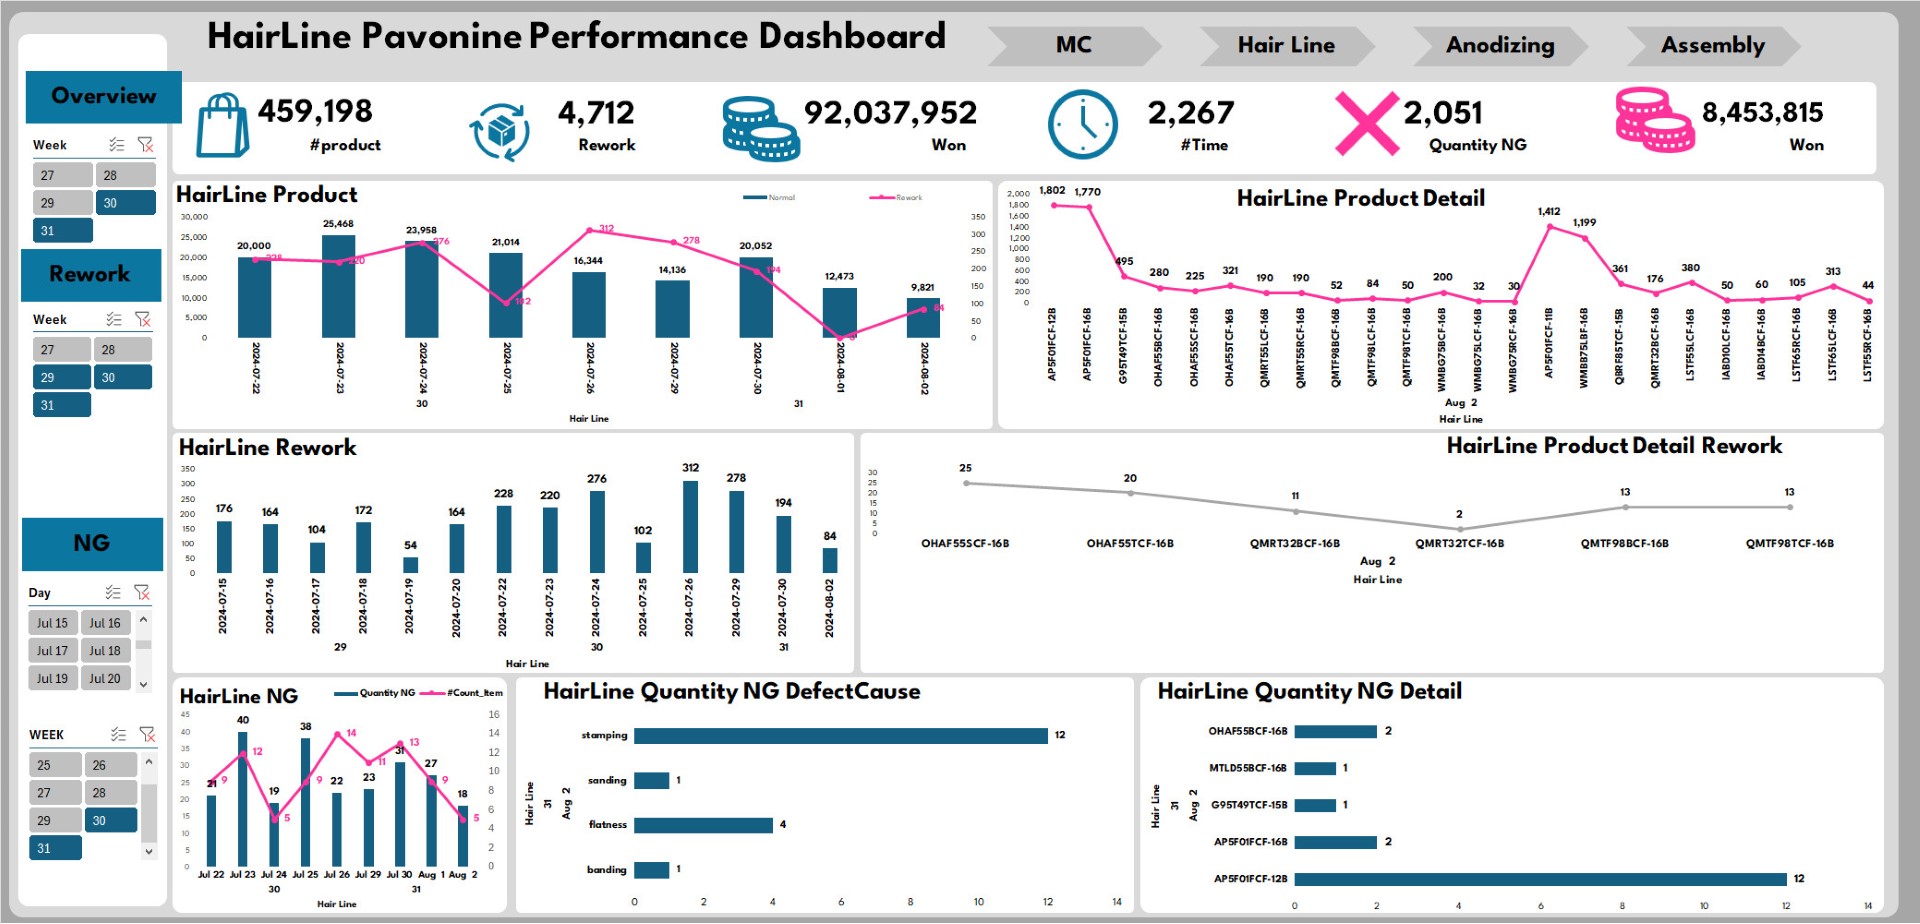 HairLine Pavonine Performance Dashboard
MC
Hair Line
Anodizing
Assembly
Overview
459,198
#product
4,712
Rework
92,037,952
Won
2,267
#Time
2,051
Quantity NG
8,453,815
Won
Week
27 28
29 30
31
Rework
Week
27 28
29 30
31
NG
Day
Jul 15 Jul 16
Jul 17 Jul 18
Jul 19 Jul 20
WEEK
25 26
27 28
29 30
31
HairLine Product
Normal
Rework
30,000
25,000
20,000
15,000
10,000
5,000
0
20,000 25,468 23,958 21,014 16,344 14,136 20,052 12,473 9,821
312 278
350
300
250
200
150
100
50
0
2024-07-22 2024-07-23 2024-07-24 2024-07-25 2024-07-26 2024-07-29 2024-07-30 2024-08-01 2024-08-02
30 31
Hair Line
HairLine Product Detail
2,000
1,800
1,600
1,400
1,200
1,000
800
600
400
200
0
1,802 1,770 495 280 225 321 190 190 52 84 50 200 32 30 1,412 1,199 361 176 380 50 60 105 313 44
AP5F01FCF-12B AP5F01FCF-16B G95T49TCF-15B OHAF55BCF-16B OHAF55SCF-16B OHAF55TCF-16B QMRT55LCF-16B QMRT55RCF-16B QMTF98BCF-16B QMTF98LCF-16B QMTF98TCF-16B WMBG75BCF-16B WMBG75LCF-16B WMBG75RCF-16B AP5F01FCF-11B WMBB75LBF-16B QBRF85TCF-15B QMRT32BCF-16B LSTF55LCF-16B IABD10LCF-16B IABD14BCF-16B LSTF65RCF-16B LSTF65LCF-16B LSTF55RCF-16B
Aug 2
Hair Line
HairLine Rework
350
300
250
200
150
100
50
0
176 164 104 172 54 164 228 220 276 102 312 278 194 84
2024-07-15 2024-07-16 2024-07-17 2024-07-18 2024-07-19 2024-07-20 2024-07-22 2024-07-23 2024-07-24 2024-07-25 2024-07-26 2024-07-29 2024-07-30 2024-08-02
29 30 31
Hair Line
HairLine Product Detail Rework
30
25
20
15
10
5
0
25 20 11 2 13 13
OHAF55SCF-16B OHAF55TCF-16B QMRT32BCF-16B QMRT32TCF-16B QMTF98BCF-16B QMTF98TCF-16B
Aug 2
Hair Line
HairLine NG
Quantity NG
#Count_Item
45
40
35
30
25
20
15
10
5
0
21 40 19 38 22 23 31 27 18
9 12 5 9 14 11 13 9 5
16
14
12
10
8
6
4
2
0
Jul 22 Jul 23 Jul 24 Jul 25 Jul 26 Jul 29 Jul 30 Aug 1 Aug 2
30 31
Hair Line
HairLine Quantity NG DefectCause
Hair Line
31
Aug 2
stamping 12
sanding 1
flatness 4
banding 1
0 2 4 6 8 10 12 14
HairLine Quantity NG Detail
Hair Line
31
Aug 2
OHAF55BCF-16B 2
MTLD55BCF-16B 1
G95T49TCF-15B 1
AP5F01FCF-16B 2
AP5F01FCF-12B 12
0 2 4 6 8 10 12 14